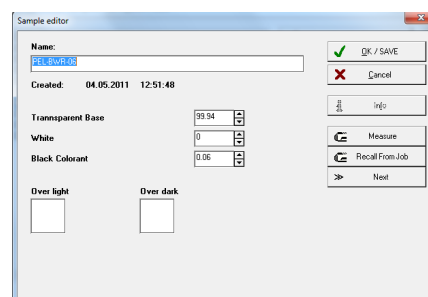 Sample editor
Name:
PEL-BWR-06
Created: 04.05.2011 12:51:48
Trannsparent Base 99.94
White 0
Black Colorant 0.06
Over light Over dark
OK / SAVE
Cancel
Info
Measure
Recall From Job
Next